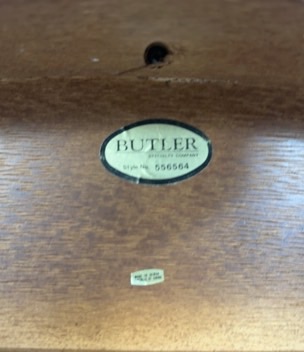 BUTLER
SPECIALTY COMPANY
Style No. 556564